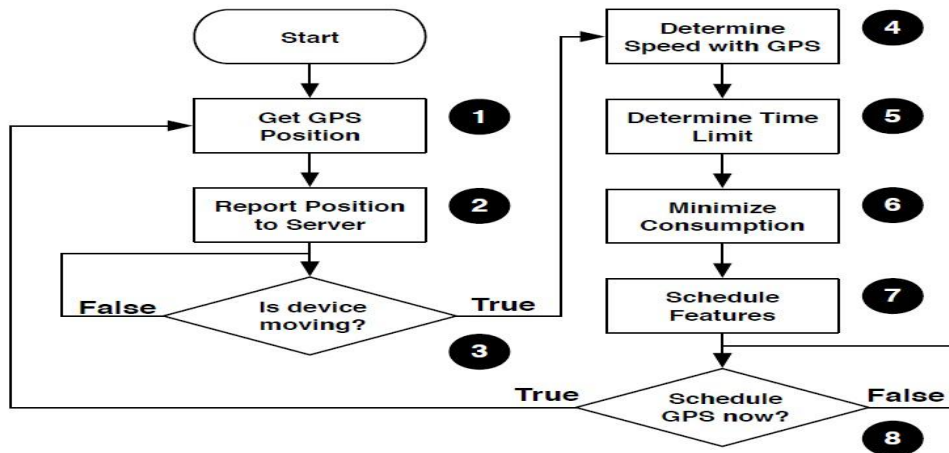 Start
Get GPS
Position
1
Report Position
to Server
2
False
Is device
moving?
True
3
Determine
Speed with GPS
4
Determine Time
Limit
5
Minimize
Consumption
6
Schedule
Features
7
True
Schedule
GPS now?
False
8